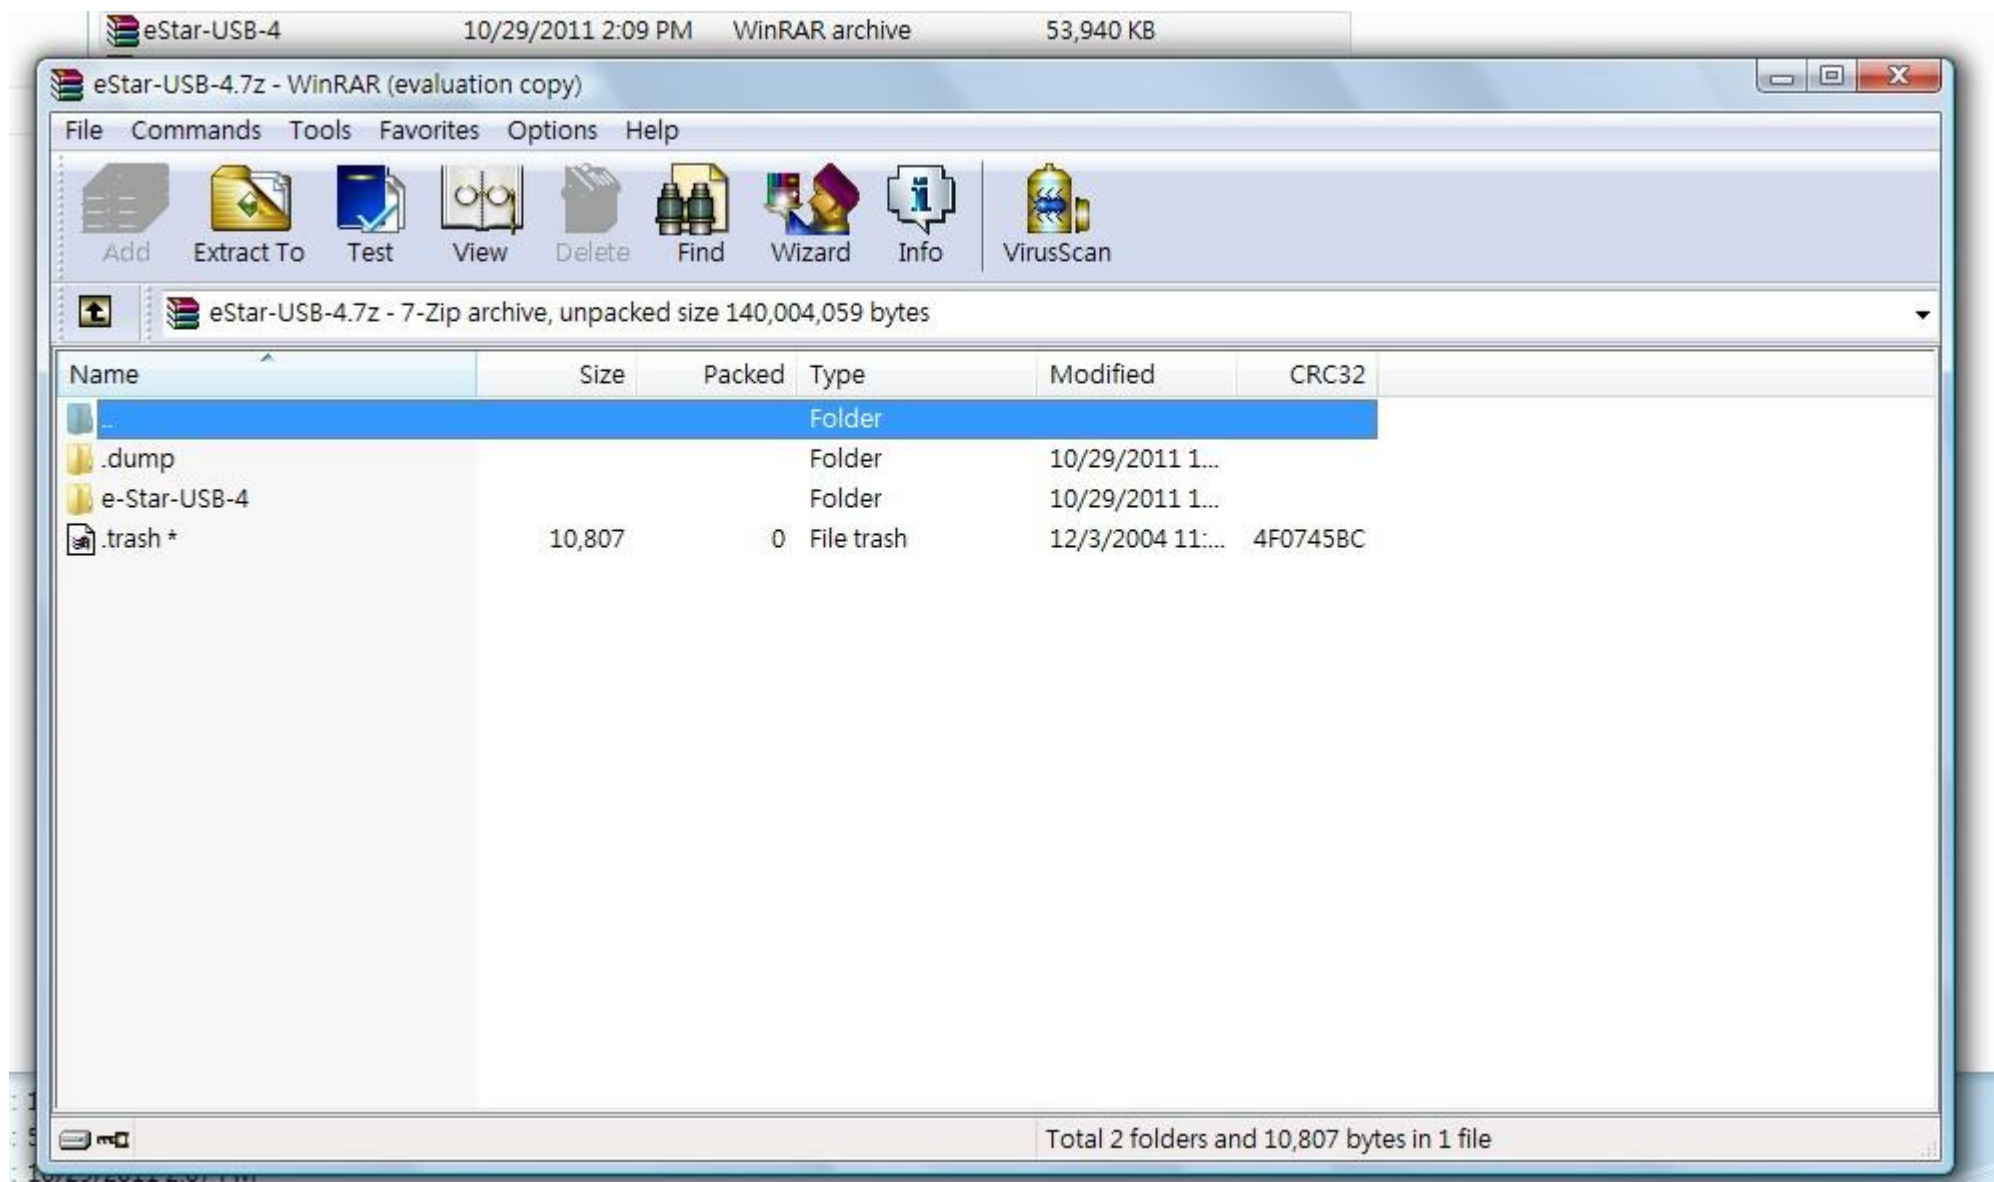 eStar-USB-4 10/29/2011 2:09 PM WinRAR archive 53,940 KB
eStar-USB-4.7z - WinRAR (evaluation copy)
File Commands Tools Favorites Options Help
Add Extract To Test View Delete Find Wizard Info VirusScan
eStar-USB-4.7z - 7-Zip archive, unpacked size 140,004,059 bytes
Name Size Packed Type Modified CRC32
.. Folder
.dump Folder 10/29/2011 1...
e-Star-USB-4 Folder 10/29/2011 1...
.trash * 10,807 0 File trash 12/3/2004 11:... 4F0745BC
Total 2 folders and 10,807 bytes in 1 file